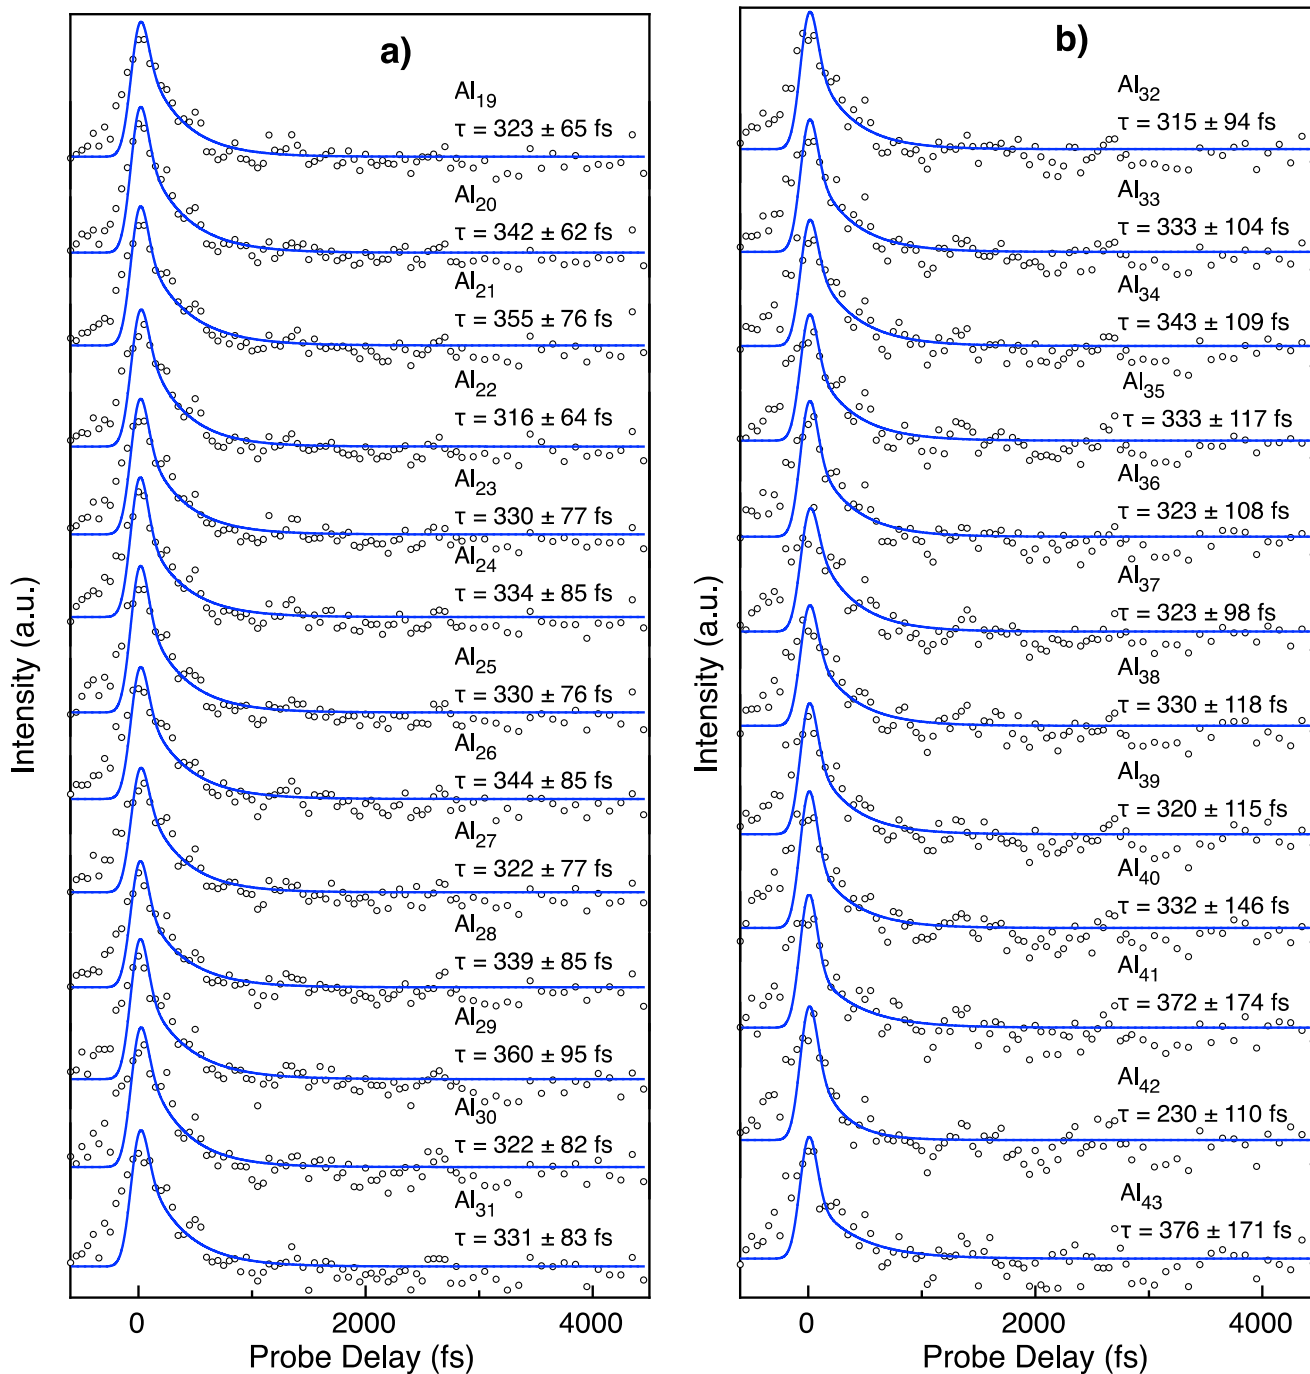 a)
Al19
τ = 323 ± 65 fs
Al20
τ = 342 ± 62 fs
Al21
τ = 355 ± 76 fs
Al22
τ = 316 ± 64 fs
Al23
τ = 330 ± 77 fs
Al24
τ = 334 ± 85 fs
Al25
τ = 330 ± 76 fs
Al26
τ = 344 ± 85 fs
Al27
τ = 322 ± 77 fs
Al28
τ = 339 ± 85 fs
Al29
τ = 360 ± 95 fs
Al30
τ = 322 ± 82 fs
Al31
τ = 331 ± 83 fs
Intensity (a.u.)
0 2000 4000
Probe Delay (fs)
b)
Al32
τ = 315 ± 94 fs
Al33
τ = 333 ± 104 fs
Al34
τ = 343 ± 109 fs
Al35
τ = 333 ± 117 fs
Al36
τ = 323 ± 108 fs
Al37
τ = 323 ± 98 fs
Al38
τ = 330 ± 118 fs
Al39
τ = 320 ± 115 fs
Al40
τ = 332 ± 146 fs
Al41
τ = 372 ± 174 fs
Al42
τ = 230 ± 110 fs
Al43
τ = 376 ± 171 fs
Intensity (a.u.)
0 2000 4000
Probe Delay (fs)